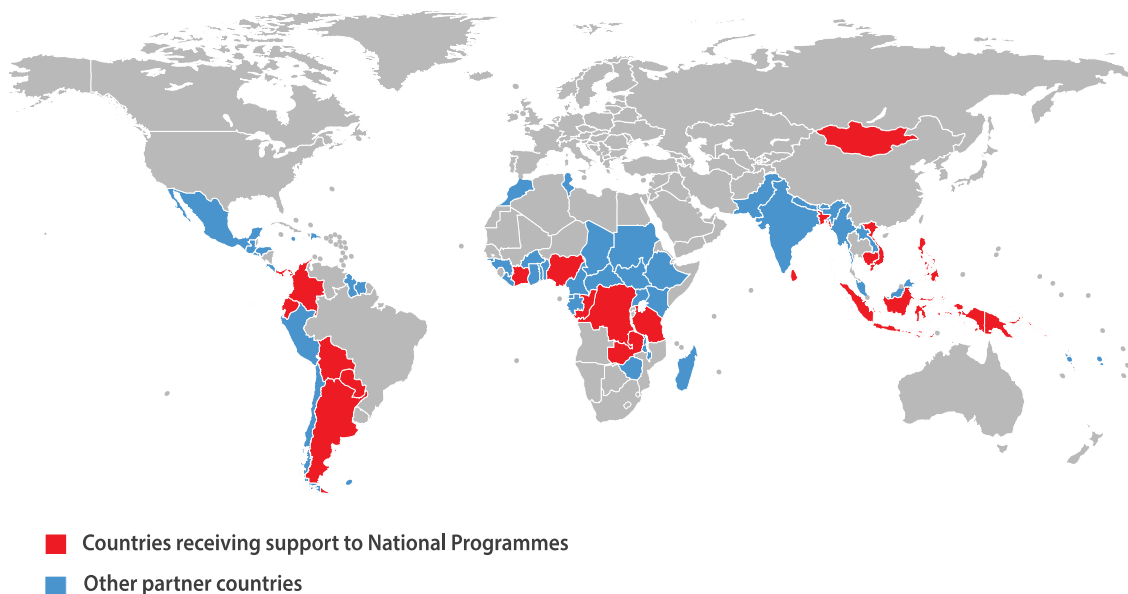 Countries receiving support to National Programmes
Other partner countries